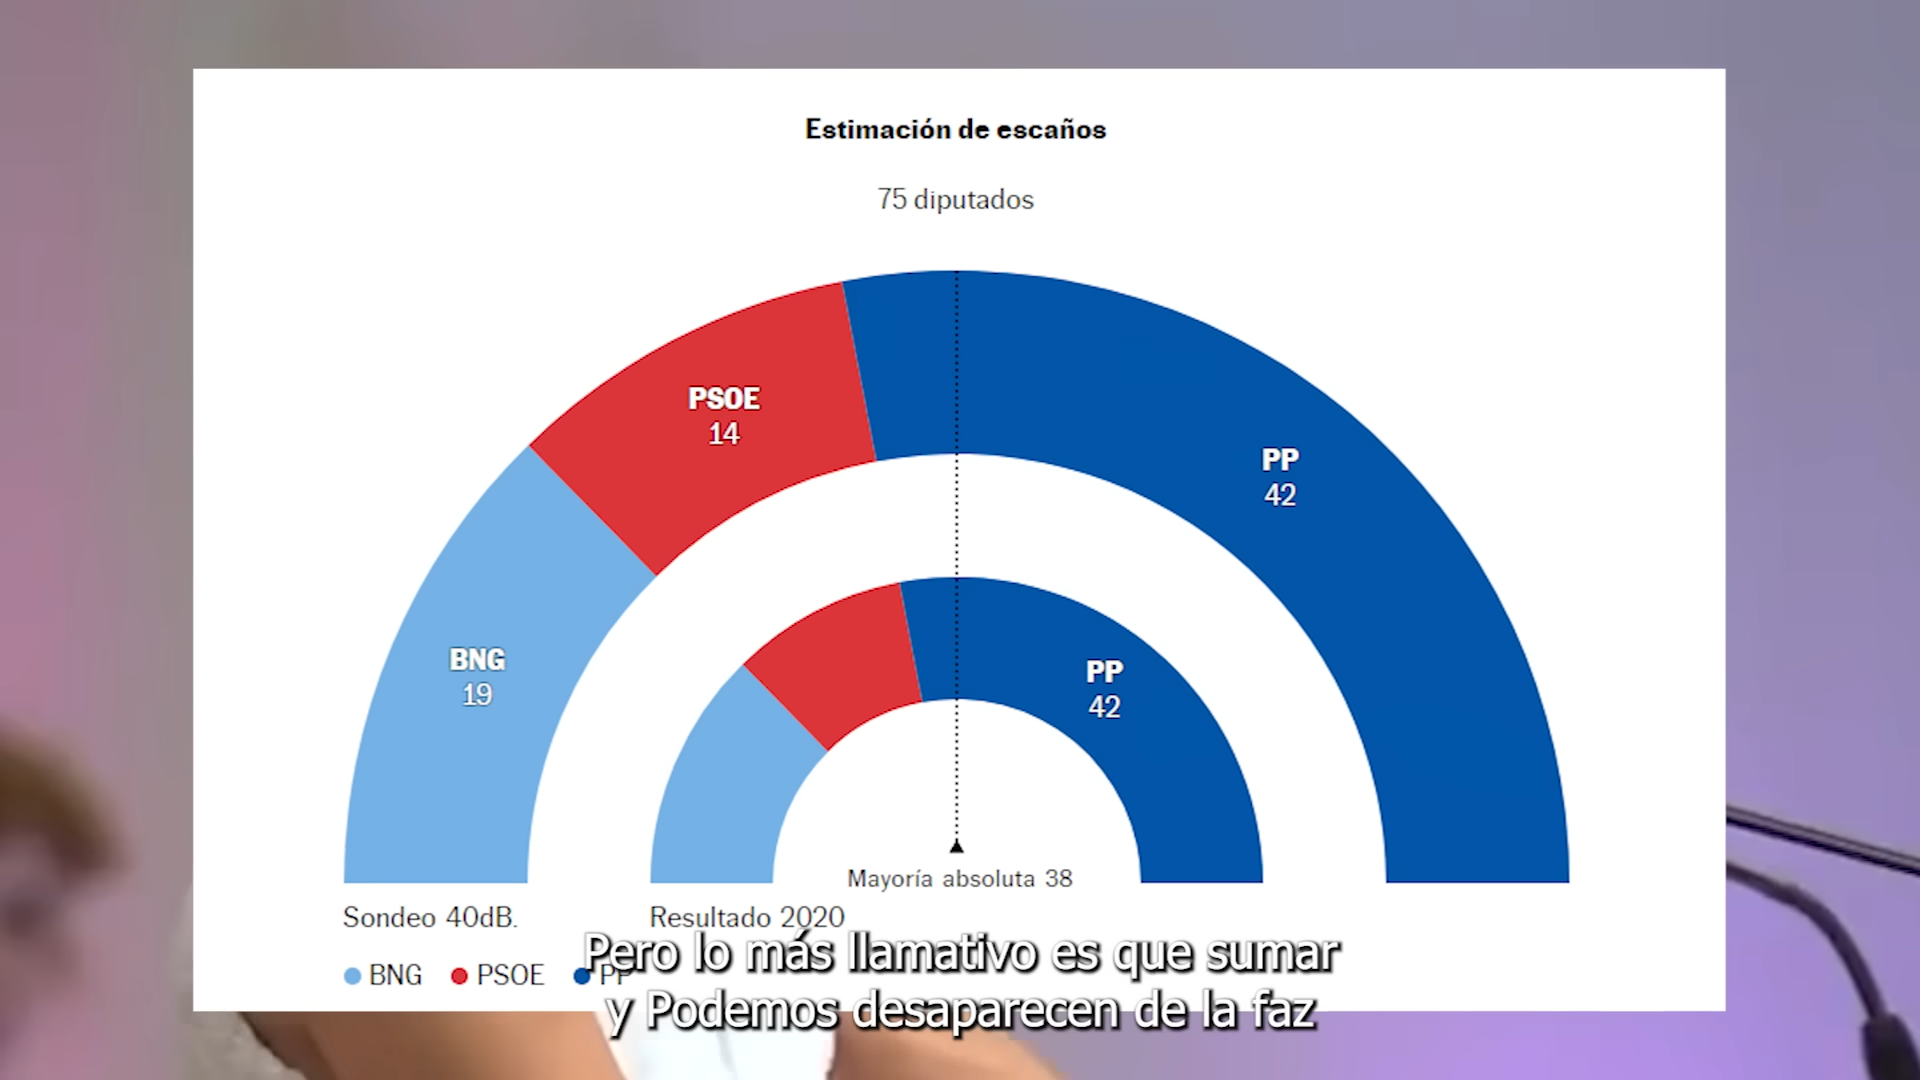 Estimación de escaños
75 diputados
PSOE
14
PP
42
BNG
19
PP
42
Mayoría absoluta 38
Sondeo 40dB.
Resultado 2020
BNG
PSOE
PP
Pero lo más llamativo es que sumar
y Podemos desaparecen de la faz